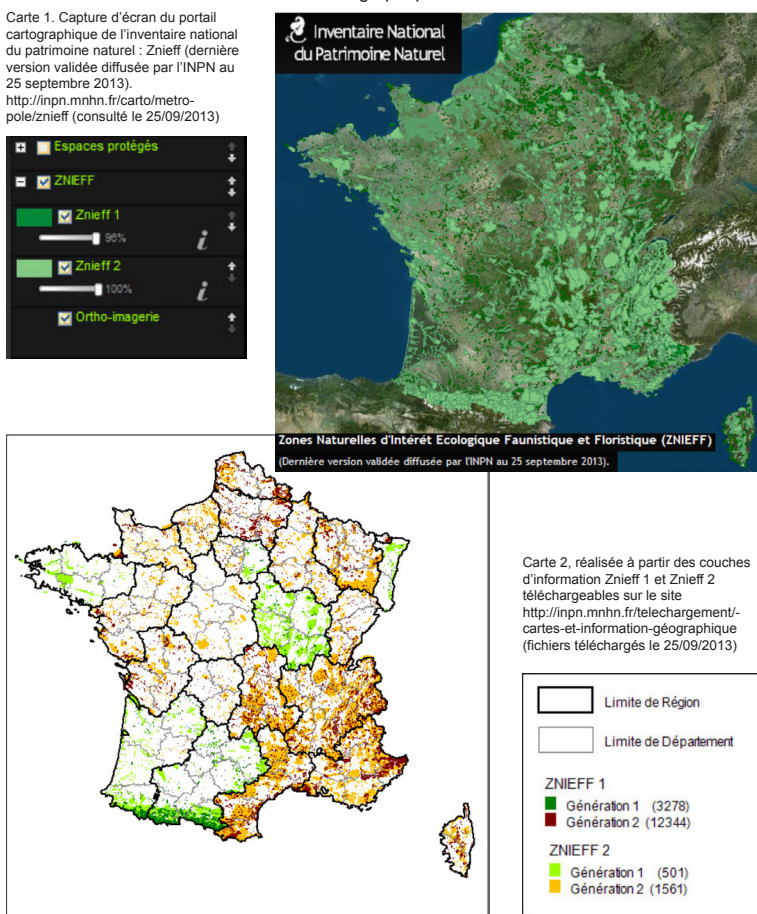 Carte 1. Capture d'écran du portail
cartographique de l'inventaire national
du patrimoine naturel : Znieff (dernière
version validée diffusée par l'INPN au
25 septembre 2013).
http://inpn.mnhn.fr/carto/metro-
pole/znieff (consulté le 25/09/2013)
Espaces protégés
ZNIEFF
Znieff 1
96%
i
Znieff 2
100%
i
Ortho-imagerie
Inventaire National
du Patrimoine Naturel
Zones Naturelles d'Intérêt Ecologique Faunistique et Floristique (ZNIEFF)
(Dernière version validée diffusée par l'INPN au 25 septembre 2013).
Carte 2, réalisée à partir des couches
d'information Znieff 1 et Znieff 2
téléchargeables sur le site
http://inpn.mnhn.fr/telechargement/-
cartes-et-information-géographique
(fichiers téléchargés le 25/09/2013)
Limite de Région
Limite de Département
ZNIEFF 1
Génération 1 (3278)
Génération 2 (12344)
ZNIEFF 2
Génération 1 (501)
Génération 2 (1561)